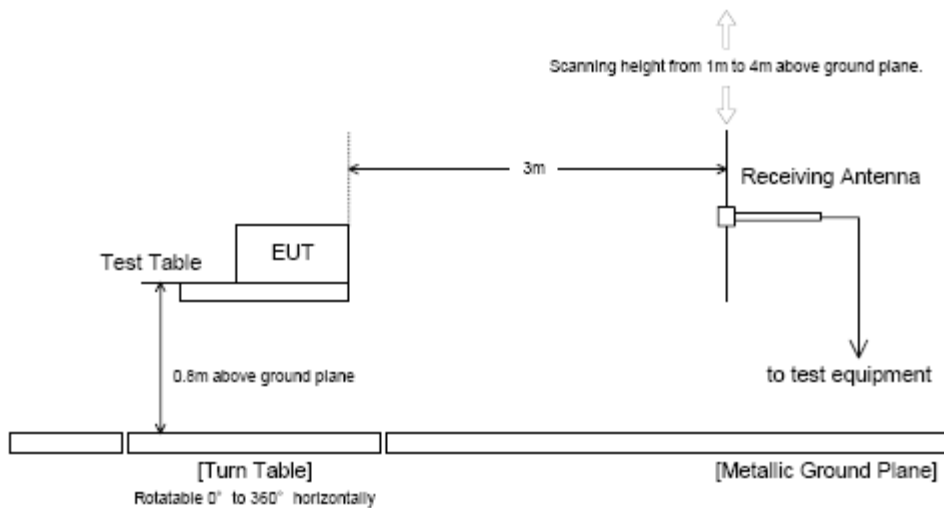 Scanning height from 1m to 4m above ground plane.
3m
Receiving Antenna
EUT
Test Table
0.8m above ground plane
to test equipment
[Turn Table]
[Metallic Ground Plane]
Rotatable 0° to 360° horizontally